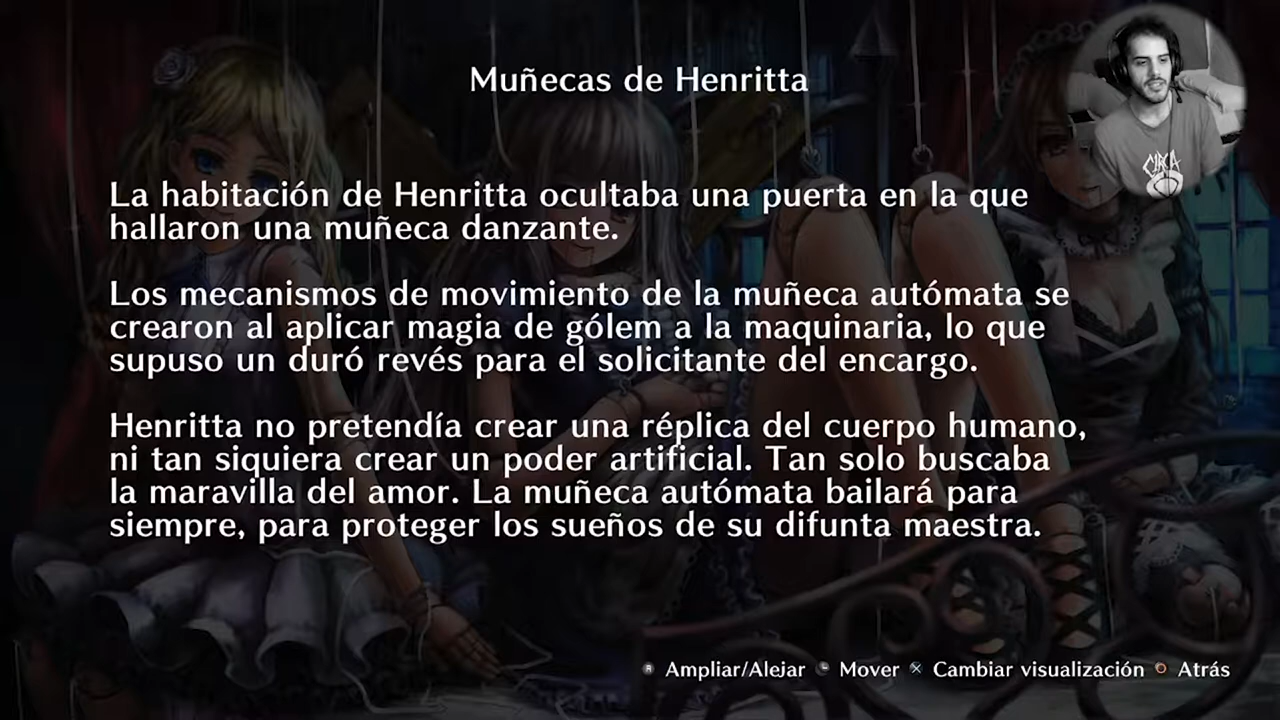 Muñecas de Henritta
La habitación de Henritta ocultaba una puerta en la que
hallaron una muñeca danzante.
Los mecanismos de movimiento de la muñeca autómata se
crearon al aplicar magia de gólem a la maquinaria, lo que
supuso un duró revés para el solicitante del encargo.
Henritta no pretendía crear una réplica del cuerpo humano,
ni tan siquiera crear un poder artificial. Tan solo buscaba
la maravilla del amor. La muñeca autómata bailará para
siempre, para proteger los sueños de su difunta maestra.
Ampliar/Alejar Mover Cambiar visualización Atrás